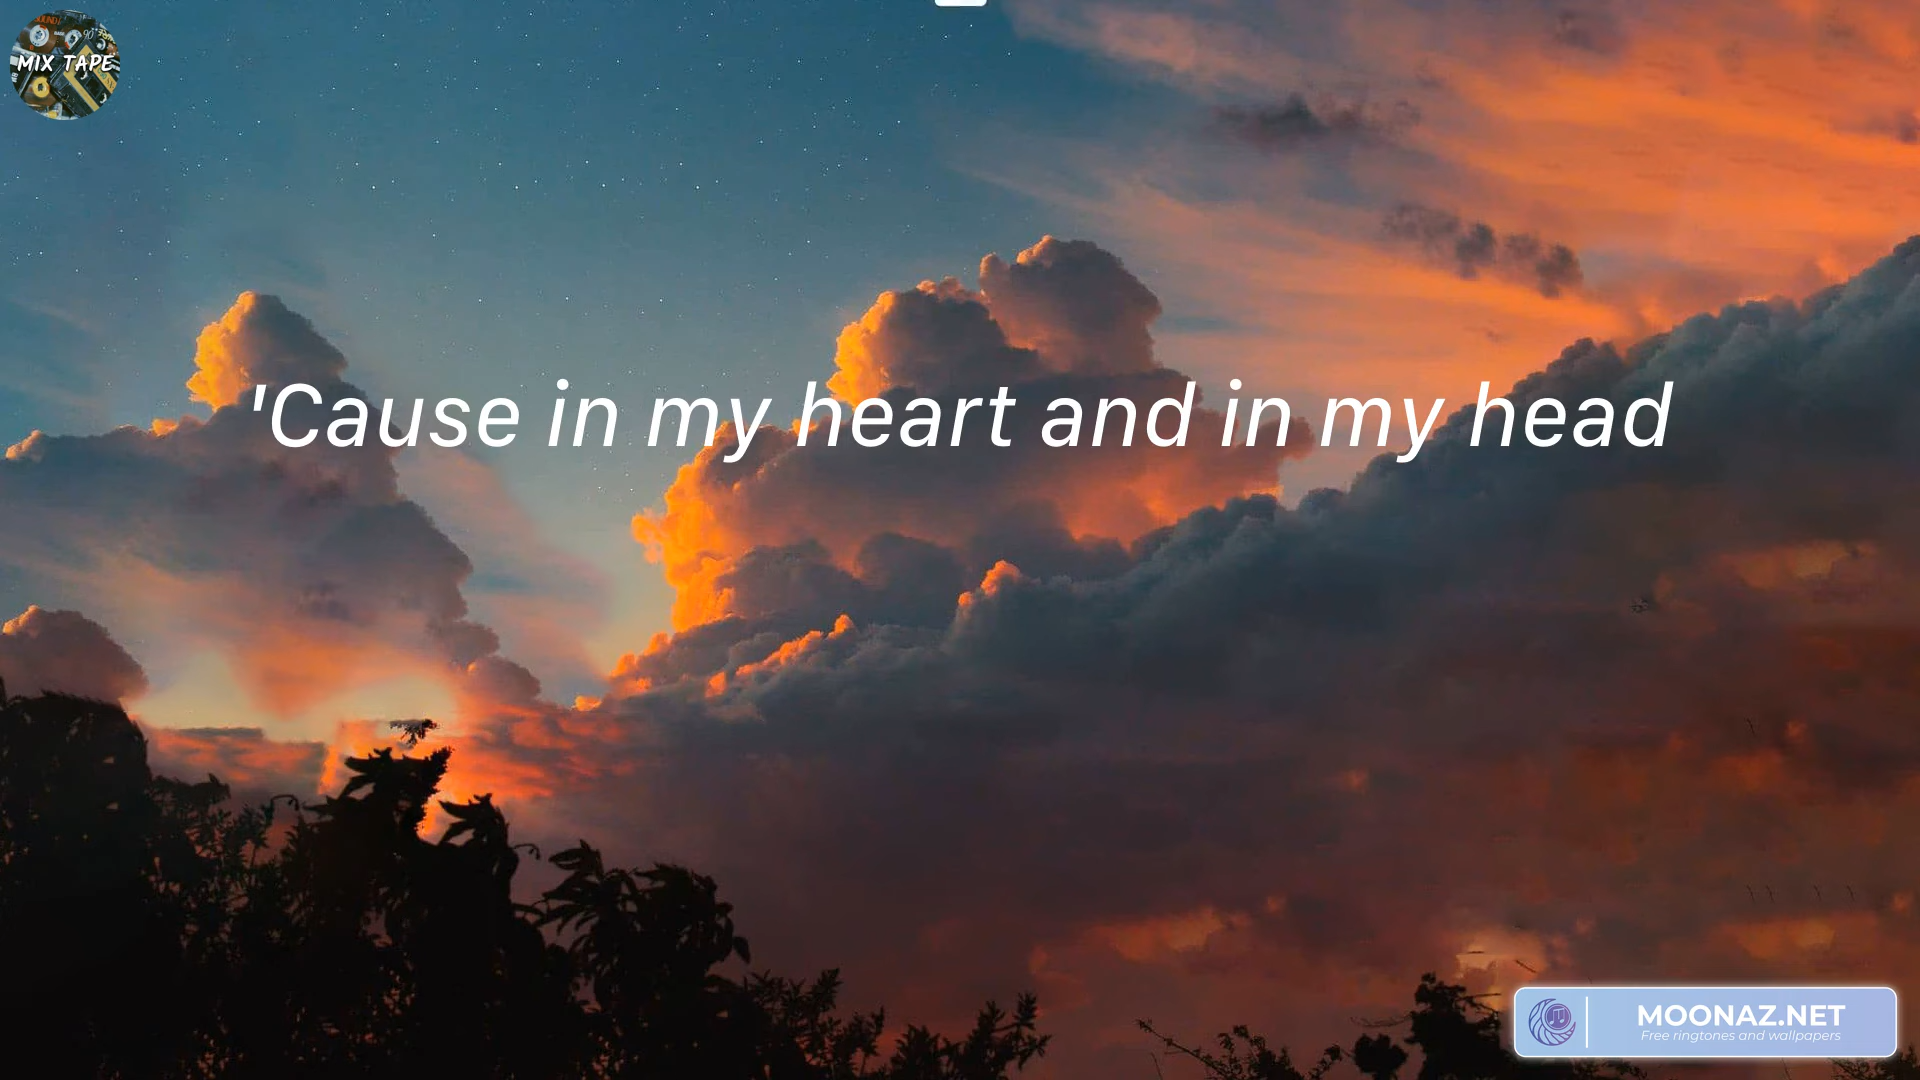 MIX TAPE
'Cause in my heart and in my head
MOONAZ.NET
Free ringtones and wallpapers